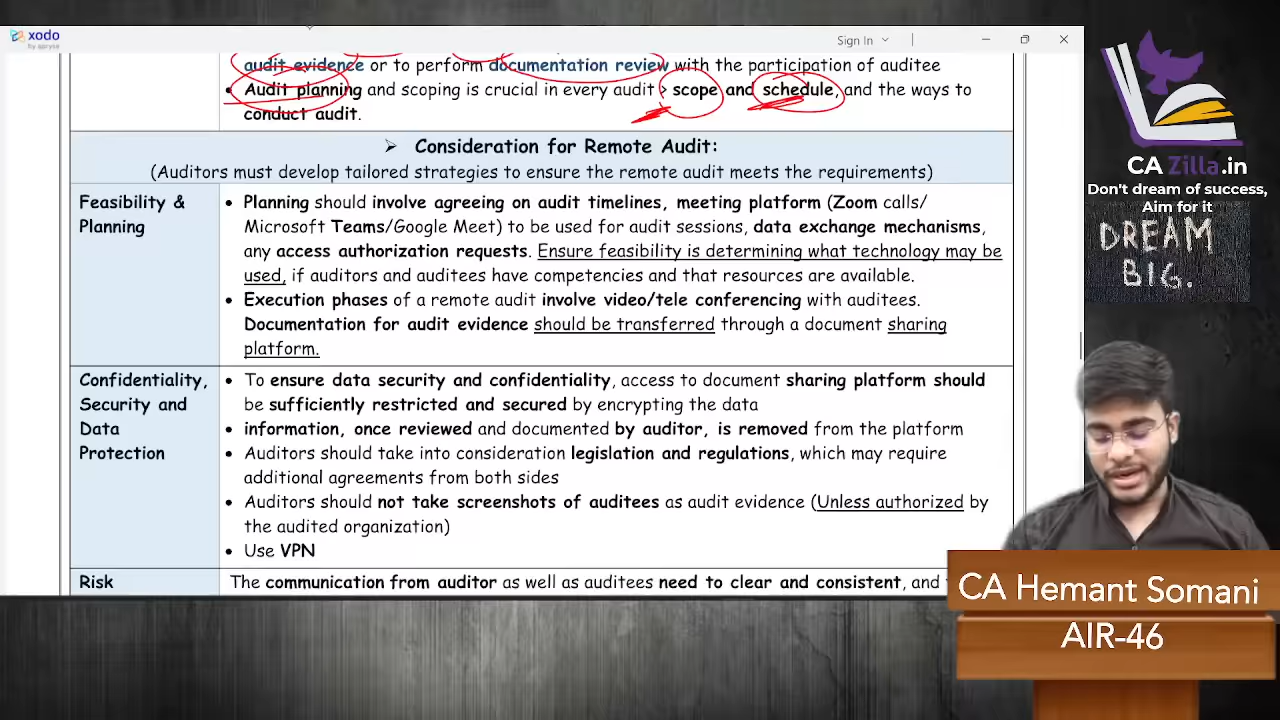 xodo
by apryse
Sign In
audit evidence or to perform documentation review with the participation of auditee
• Audit planning and scoping is crucial in every audit > scope and schedule, and the ways to
conduct audit.
➢ Consideration for Remote Audit:
(Auditors must develop tailored strategies to ensure the remote audit meets the requirements)
Feasibility &
Planning
• Planning should involve agreeing on audit timelines, meeting platform (Zoom calls/
Microsoft Teams/Google Meet) to be used for audit sessions, data exchange mechanisms,
any access authorization requests. Ensure feasibility is determining what technology may be
used, if auditors and auditees have competencies and that resources are available.
• Execution phases of a remote audit involve video/tele conferencing with auditees.
Documentation for audit evidence should be transferred through a document sharing
platform.
Confidentiality,
Security and
Data
Protection
• To ensure data security and confidentiality, access to document sharing platform should
be sufficiently restricted and secured by encrypting the data
• information, once reviewed and documented by auditor, is removed from the platform
• Auditors should take into consideration legislation and regulations, which may require
additional agreements from both sides
• Auditors should not take screenshots of auditees as audit evidence (Unless authorized by
the audited organization)
• Use VPN
Risk
The communication from auditor as well as auditees need to clear and consistent, and
CA Zilla.in
Don't dream of success,
Aim for it
DREAM
BIG.
CA Hemant Somani
AIR-46